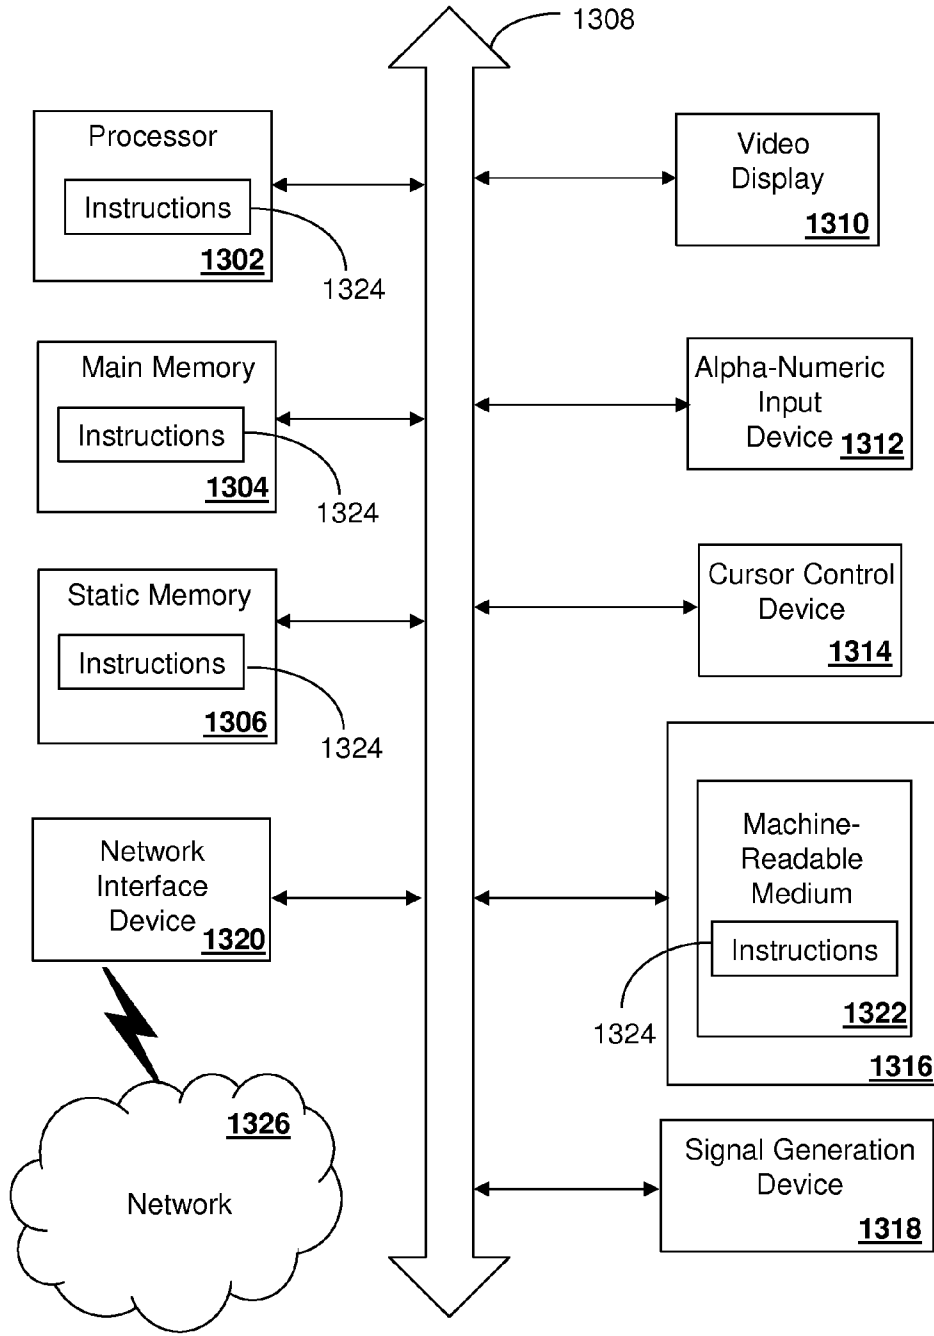 1308
Processor
Instructions
1302
1324
Main Memory
Instructions
1304
1324
Static Memory
Instructions
1306
1324
Network
Interface
Device
1320
1326
Network
Video
Display
1310
Alpha-Numeric
Input
Device
1312
Cursor Control
Device
1314
Machine-
Readable
Medium
Instructions
1322
1324
1316
Signal Generation
Device
1318